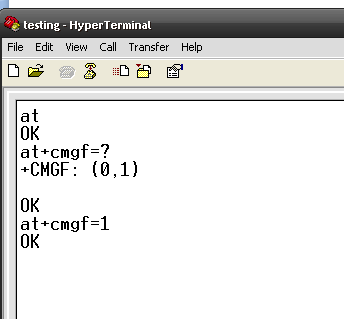 testing - HyperTerminal
File Edit View Call Transfer Help
at
OK
at+cmgf=?
+CMGF: (0,1)
OK
at+cmgf=1
OK